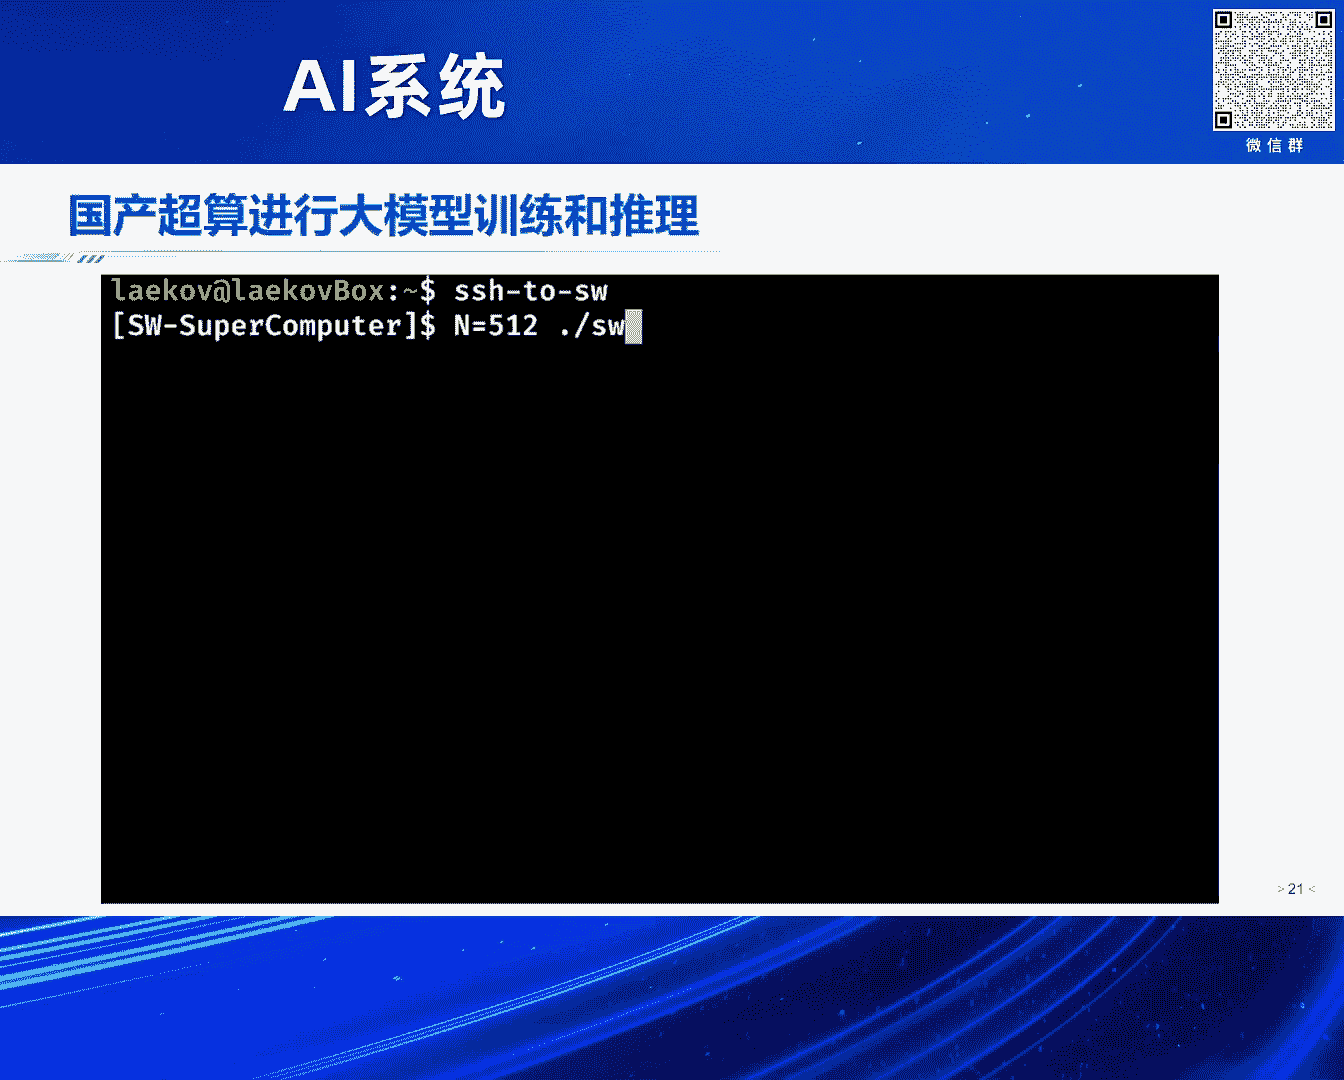 AI系统
微信群
国产超算进行大模型训练和推理
laekov@laekovBox:~$ ssh-to-sw
[SW-SuperComputer]$ N=512 ./sw
> 21 <